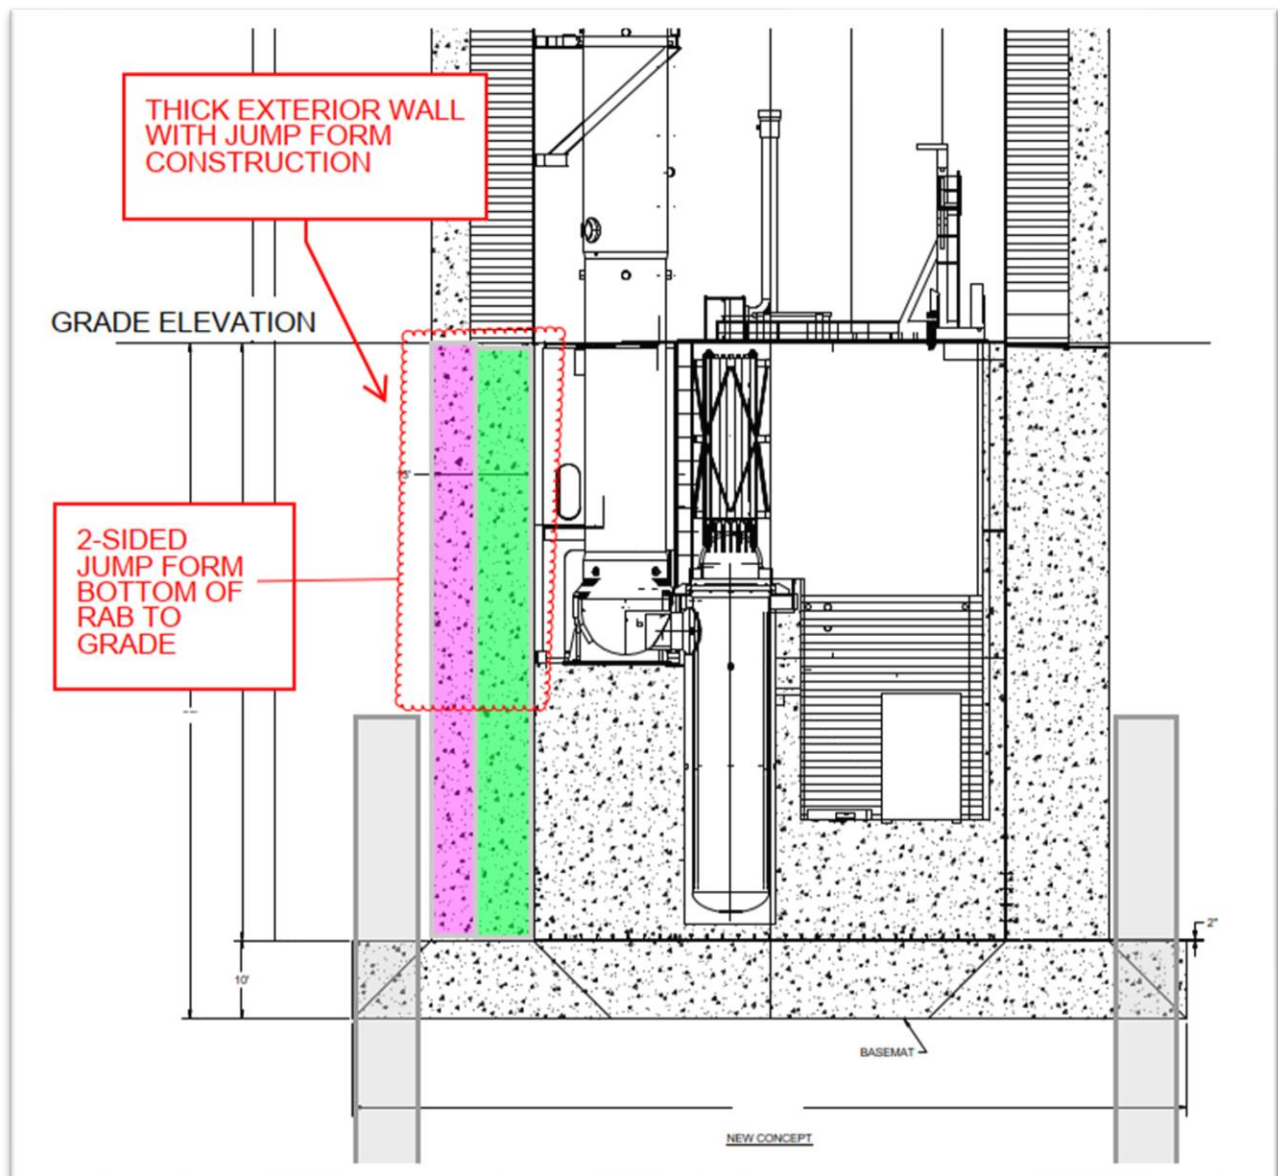 THICK EXTERIOR WALL
WITH JUMP FORM
CONSTRUCTION
GRADE ELEVATION
2-SIDED
JUMP FORM
BOTTOM OF
RAB TO
GRADE
2"
10'
BASEMAT
NEW CONCEPT